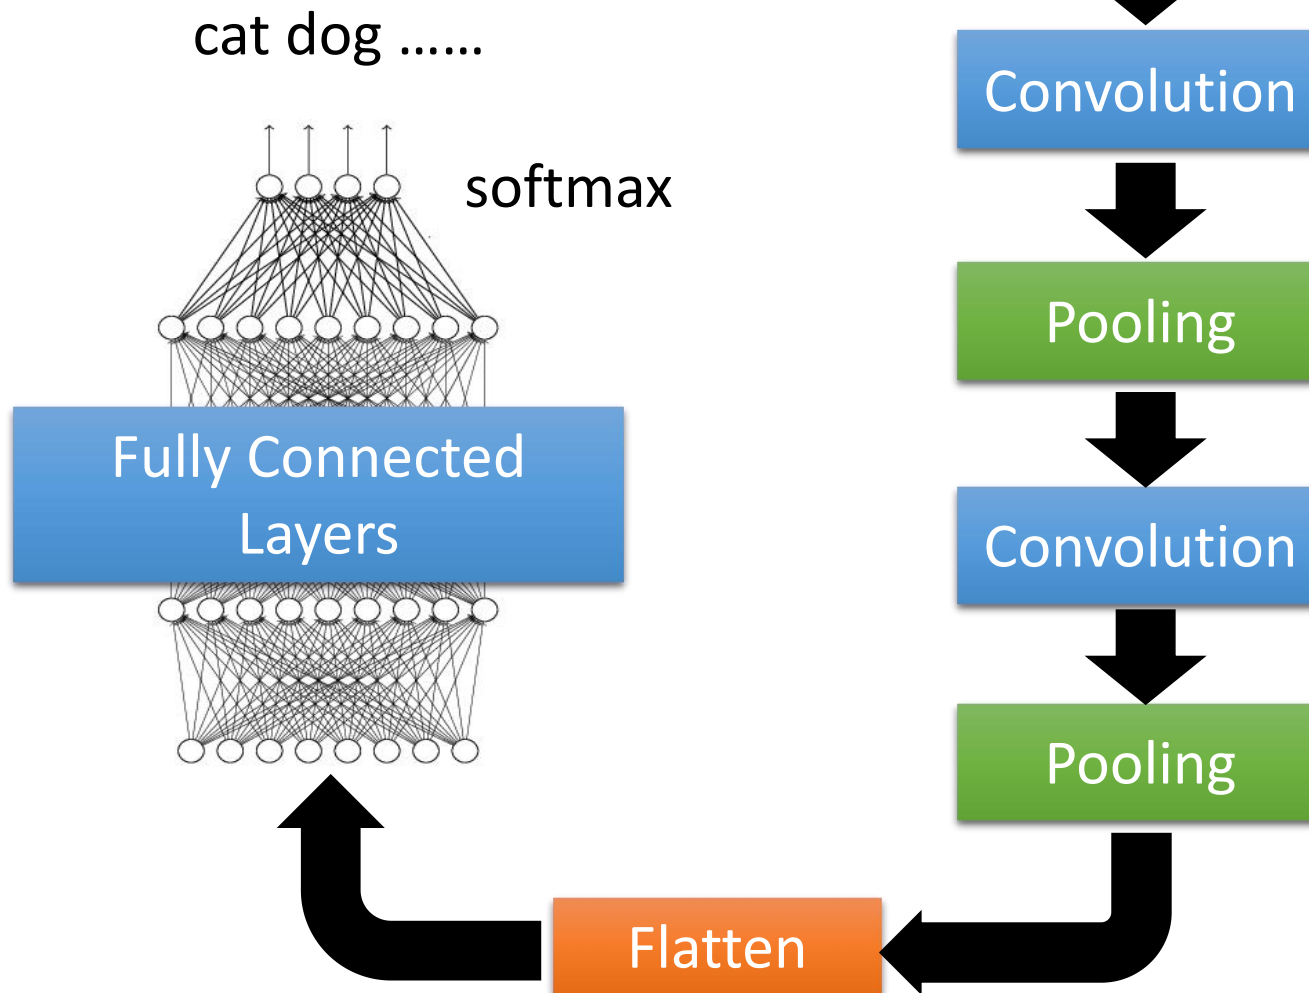 cat dog ......
softmax
Fully Connected
Layers
Convolution
Pooling
Convolution
Pooling
Flatten